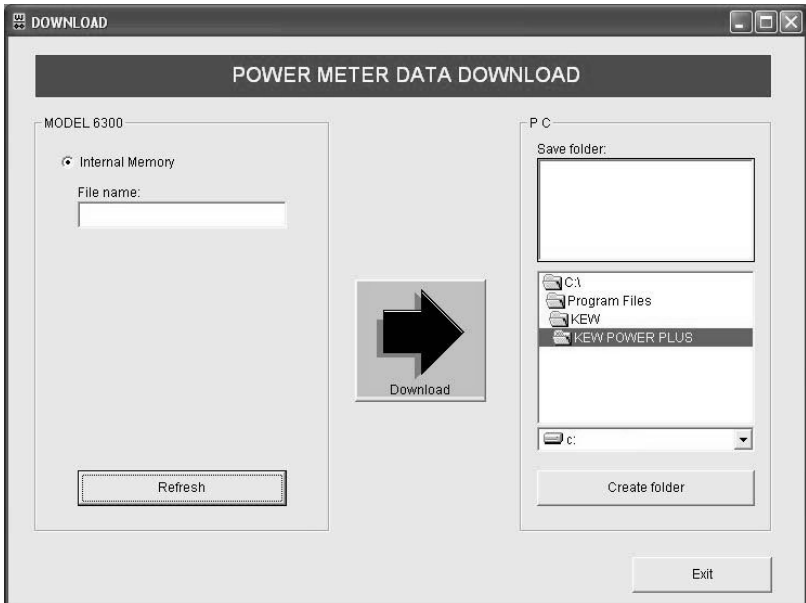 DOWNLOAD
POWER METER DATA DOWNLOAD
MODEL 6300
Internal Memory
File name:
Refresh
Download
P C
Save folder:
C:\
Program Files
KEW
KEW POWER PLUS
c:
Create folder
Exit